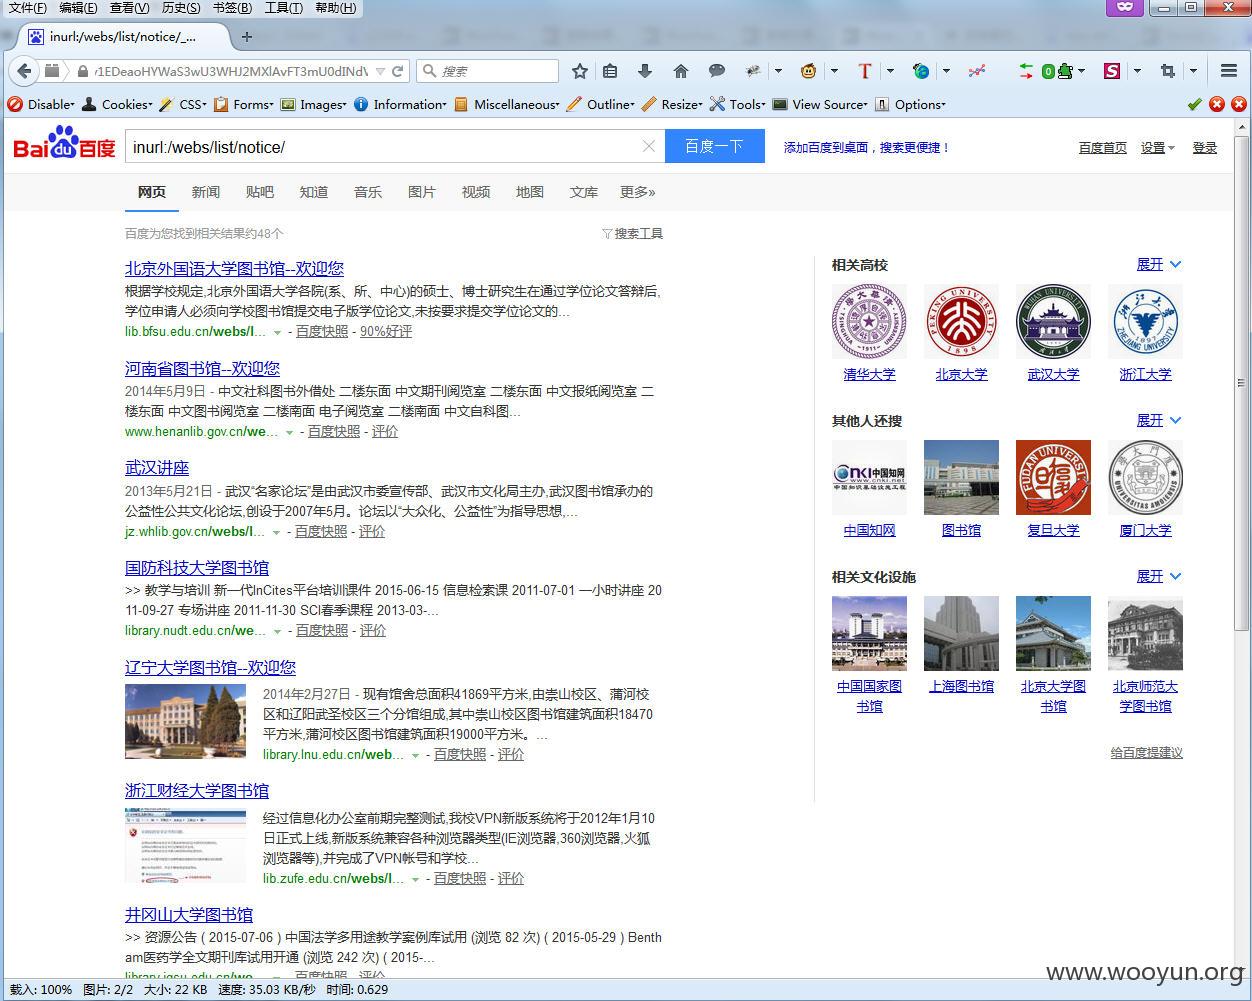 文件(F) 编辑(E) 查看(V) 历史(S) 书签(B) 工具(T) 帮助(H)
inurl:/webs/list/notice/_...
搜索
Disable Cookies CSS Forms Images Information Miscellaneous Outline Resize Tools View Source Options
Bai du 百度
inurl:/webs/list/notice/
百度一下
添加百度到桌面，搜索更便捷！
百度首页 设置 登录
网页 新闻 贴吧 知道 音乐 图片 视频 地图 文库 更多»
百度为您找到相关结果约48个
搜索工具
北京外国语大学图书馆--欢迎您
根据学校规定,北京外国语大学各院(系、所、中心)的硕士、博士研究生在通过学位论文答辩后,
学位申请人必须向学校图书馆提交电子版学位论文,未按要求提交学位论文的...
lib.bfsu.edu.cn/webs/l... - 百度快照 - 90%好评
河南省图书馆--欢迎您
2014年5月9日 - 中文社科图书外借处 二楼东面 中文期刊阅览室 二楼东面 中文报纸阅览室 二
楼东面 中文图书阅览室 二楼南面 电子阅览室 二楼南面 中文自科图...
www.henanlib.gov.cn/we... - 百度快照 - 评价
武汉讲座
2013年5月21日 - 武汉“名家论坛”是由武汉市委宣传部、武汉市文化局主办,武汉图书馆承办的
公益性公共文化论坛,创设于2007年5月。论坛以“大众化、公益性”为指导思想,...
jz.whlib.gov.cn/webs/l... - 百度快照 - 评价
国防科技大学图书馆
>> 教学与培训 新一代InCites平台培训课件 2015-06-15 信息检索课 2011-07-01 一小时讲座 20
11-09-27 专场讲座 2011-11-30 SCI春季课程 2013-03-...
library.nudt.edu.cn/we... - 百度快照 - 评价
辽宁大学图书馆--欢迎您
2014年2月27日 - 现有馆舍总面积41869平方米,由崇山校区、蒲河校
区和辽阳武圣校区三个分馆组成,其中崇山校区图书馆建筑面积18470
平方米,蒲河校区图书馆建筑面积19000平方米。...
library.lnu.edu.cn/web... - 百度快照 - 评价
浙江财经大学图书馆
经过信息化办公室前期完整测试,我校VPN新版系统将于2012年1月10
日正式上线,新版系统兼容各种浏览器类型(IE浏览器,360浏览器,火狐
浏览器等),并完成了VPN帐号和学校...
lib.zufe.edu.cn/webs/l... - 百度快照 - 评价
井冈山大学图书馆
>> 资源公告 ( 2015-07-06 ) 中国法学多用途教学案例库试用 (浏览 82 次) ( 2015-05-29 ) Benth
am医药学全文期刊库试用开通 (浏览 242 次) ( 2015-...
library.jgsu.edu.cn/we... - 百度快照 - 评价
相关高校 展开
清华大学 北京大学 武汉大学 浙江大学
其他人还搜 展开
CNKI中国知网
www.cnki.net
中国知识基础设施工程
中国知网 图书馆 复旦大学 厦门大学
相关文化设施 展开
中国国家图书馆 上海图书馆 北京大学图书馆 北京师范大学图书馆
给百度提建议
www.wooyun.org
载入: 100% 图片: 2/2 大小: 22 KB 速度: 35.03 KB/秒 时间: 0.629